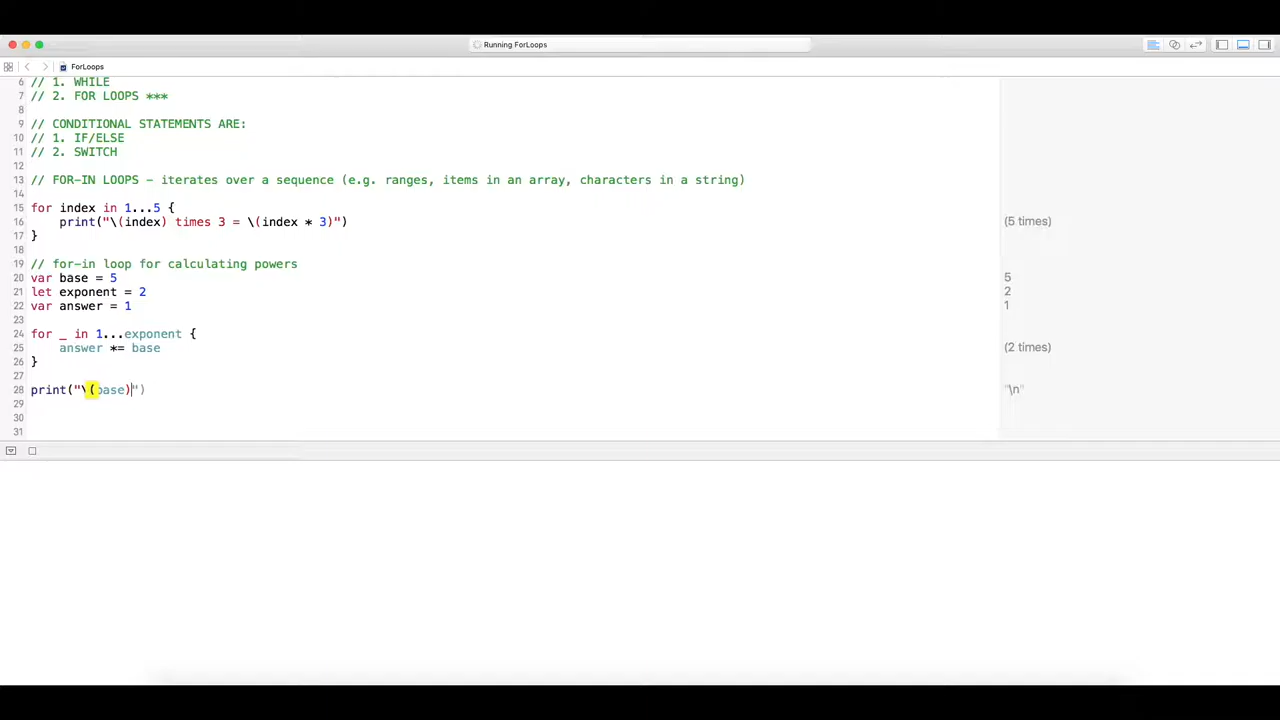 Running ForLoops
ForLoops
6 // 1. WHILE
7 // 2. FOR LOOPS ***
8
9 // CONDITIONAL STATEMENTS ARE:
10 // 1. IF/ELSE
11 // 2. SWITCH
12
13 // FOR-IN LOOPS - iterates over a sequence (e.g. ranges, items in an array, characters in a string)
14
15 for index in 1...5 {
16 print("\(index) times 3 = \(index * 3)") (5 times)
17 }
18
19 // for-in loop for calculating powers
20 var base = 5 5
21 let exponent = 2 2
22 var answer = 1 1
23
24 for _ in 1...exponent {
25 answer *= base (2 times)
26 }
27
28 print("\(base)") "\n"
29
30
31